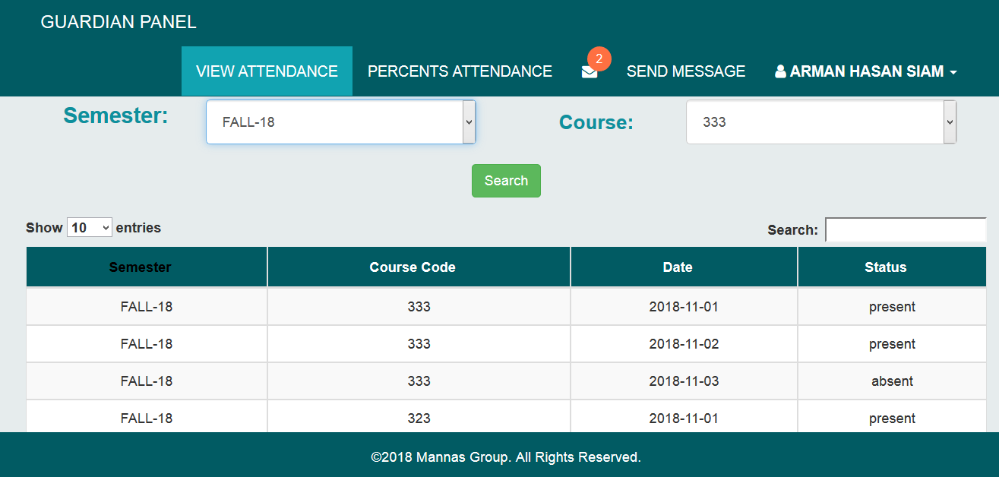 GUARDIAN PANEL
VIEW ATTENDANCE PERCENTS ATTENDANCE 2 SEND MESSAGE ARMAN HASAN SIAM
Semester: FALL-18 Course: 333
Search
Show 10 entries Search:
Semester Course Code Date Status
FALL-18 333 2018-11-01 present
FALL-18 333 2018-11-02 present
FALL-18 333 2018-11-03 absent
FALL-18 323 2018-11-01 present
©2018 Mannas Group. All Rights Reserved.